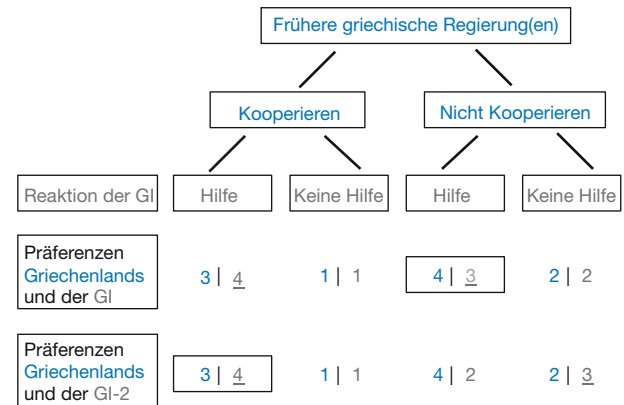 Frühere griechische Regierung(en)
Kooperieren Nicht Kooperieren
Reaktion der GI Hilfe Keine Hilfe Hilfe Keine Hilfe
Präferenzen
Griechenlands
und der GI
3 | 4 1 | 1 4 | 3 2 | 2
Präferenzen
Griechenlands
und der GI-2
3 | 4 1 | 1 4 | 2 2 | 3